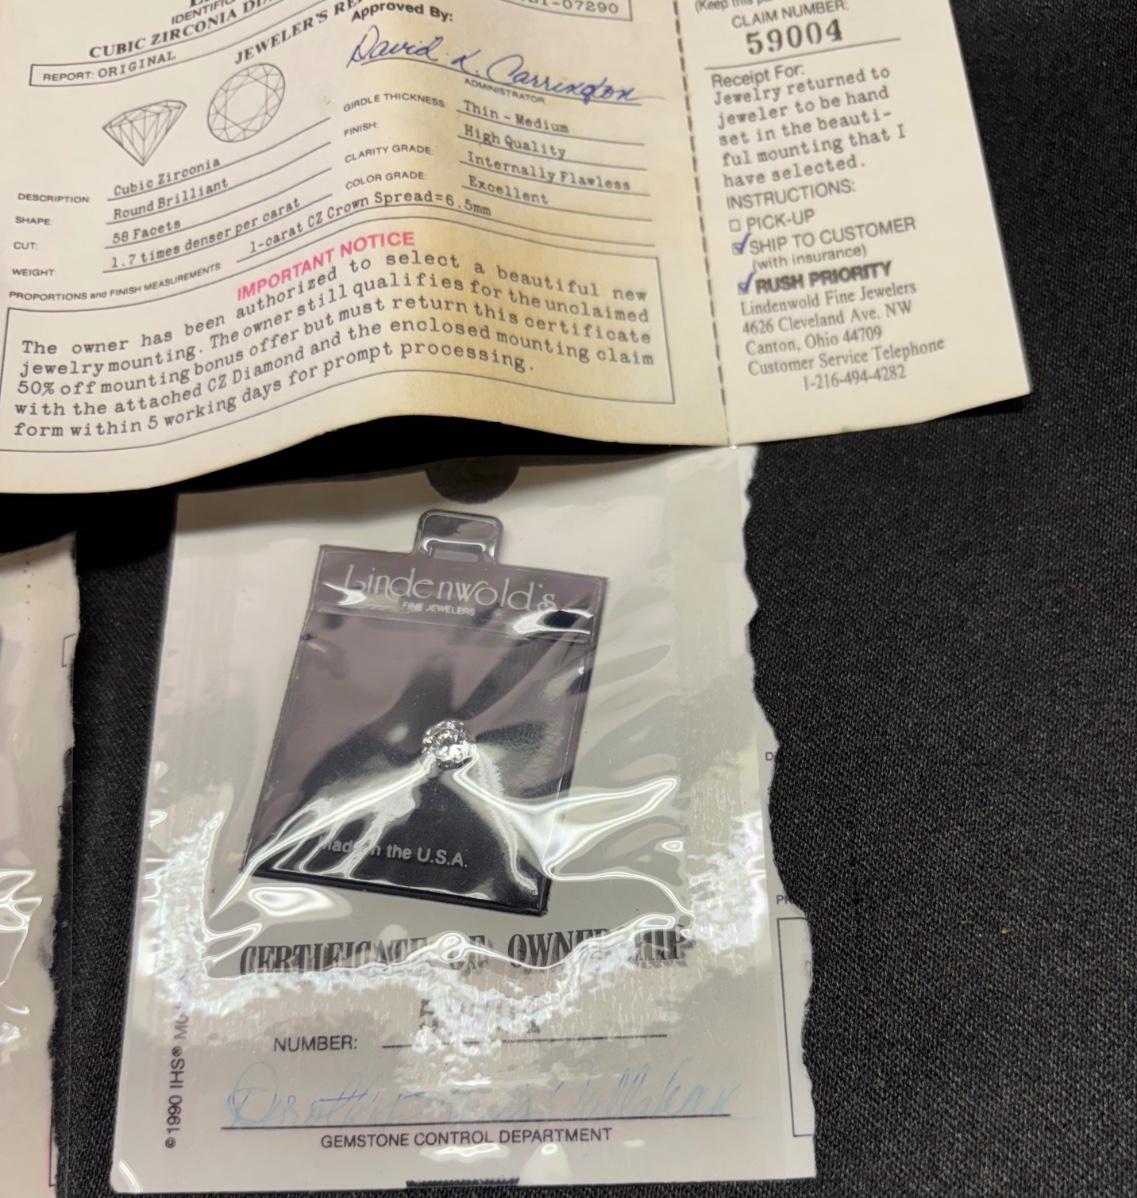 07290
CUBIC ZIRCONIA
JEWELER'S
REPORT: ORIGINAL
Approved By:
David L. Carrington
ADMINISTRATOR
GIRDLE THICKNESS: Thin - Medium
FINISH: High Quality
CLARITY GRADE: Internally Flawless
COLOR GRADE: Excellent
DESCRIPTION: Cubic Zirconia
SHAPE: Round Brilliant
CUT: 58 Facets
WEIGHT: 1.7 times denser per carat
PROPORTIONS and FINISH MEASUREMENTS: 1-carat CZ Crown Spread=6.5mm
IMPORTANT NOTICE
The owner has been authorized to select a beautiful new
jewelry mounting. The owner still qualifies for the unclaimed
50% off mounting bonus offer but must return this certificate
with the attached CZ Diamond and the enclosed mounting claim
form within 5 working days for prompt processing.
(Keep this
CLAIM NUMBER:
59004
Receipt For:
Jewelry returned to
jeweler to be hand
set in the beauti-
ful mounting that I
have selected.
INSTRUCTIONS:
PICK-UP
SHIP TO CUSTOMER
(with insurance)
RUSH PRIORITY
Lindenwold Fine Jewelers
4626 Cleveland Ave. NW
Canton, Ohio 44709
Customer Service Telephone
1-216-494-4282
Lindenwold's
FINE JEWELERS
Made in the U.S.A.
CERTIFICATE OF OWNERSHIP
NUMBER:
GEMSTONE CONTROL DEPARTMENT
©1990 IHS®